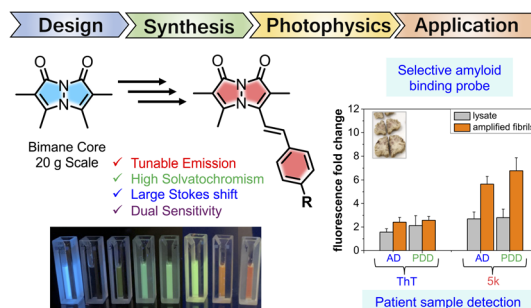 Design
Synthesis
Photophysics
Application
O
O
N
N
O
O
N
N
R
Bimane Core
20 g Scale
✓ Tunable Emission
✓ High Solvatochromism
✓ Large Stokes shift
✓ Dual Sensitivity
Selective amyloid
binding probe
fluorescence fold change
12
10
8
6
4
2
0
lysate
amplified fibrils
AD
PDD
AD
PDD
ThT
5k
Patient sample detection